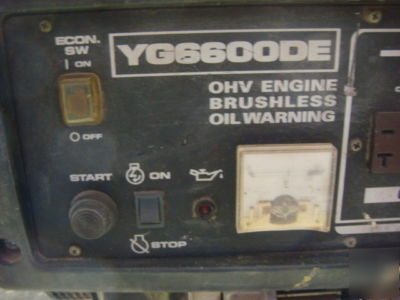 ECON.
SW
I ON
YG6600DE
OHV ENGINE
BRUSHLESS
OIL WARNING
O OFF
START
ON
STOP